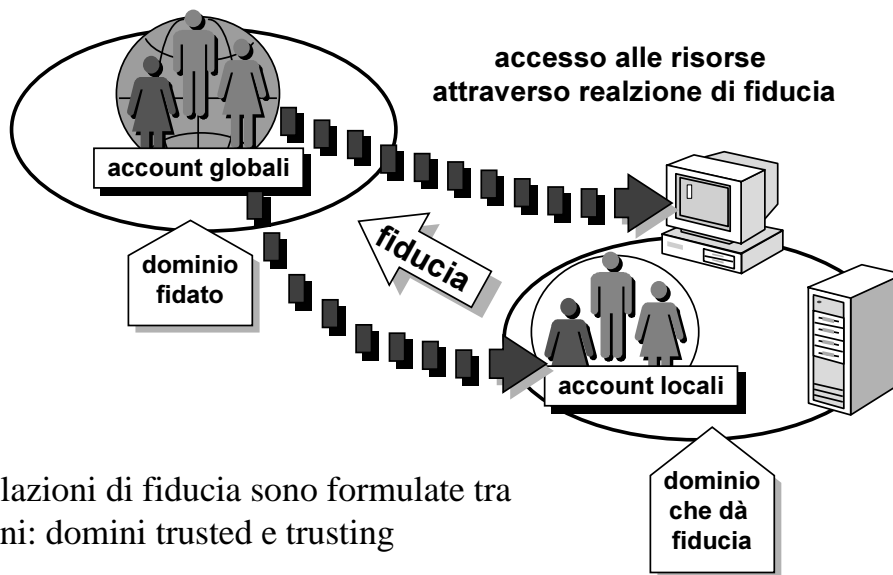 accesso alle risorse
attraverso realzione di fiducia
account globali
fiducia
dominio
fidato
account locali
dominio
che dà
fiducia
lazioni di fiducia sono formulate tra
ni: domini trusted e trusting